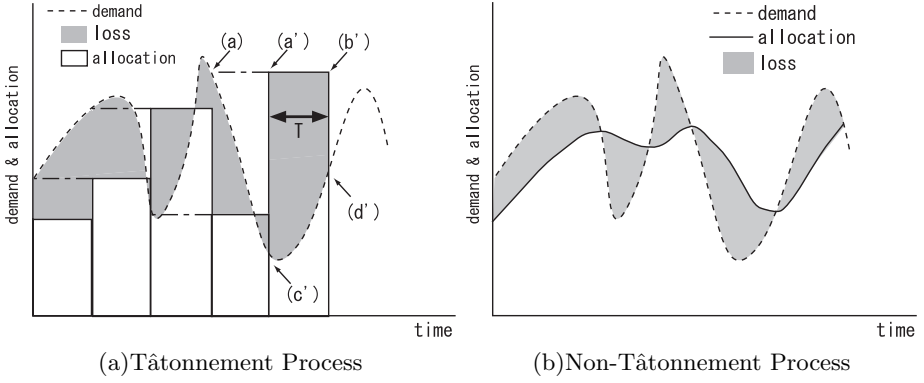 demand
loss
allocation
demand & allocation
(a)
(a')
(b')
T
(d')
(c')
time
(a)Tâtonnement Process
demand
allocation
loss
demand & allocation
time
(b)Non-Tâtonnement Process